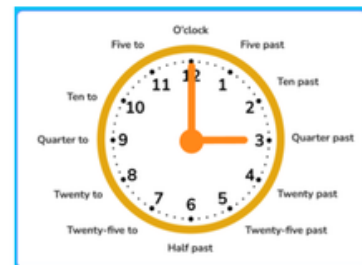 O'clock
Five to
Five past
Ten to
Ten past
Quarter to
Quarter past
Twenty to
Twenty past
Twenty-five to
Twenty-five past
Half past
12
1
2
3
4
5
6
7
8
9
10
11